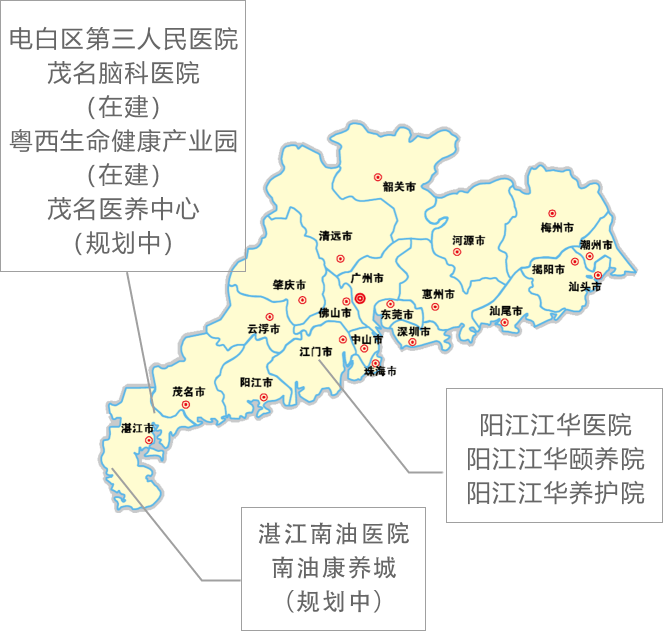 电白区第三人民医院
茂名脑科医院
（在建）
粤西生命健康产业园
（在建）
茂名医养中心
（规划中）
韶关市
梅州市
清远市
河源市
潮州市
揭阳市
汕头市
广州市
肇庆市
惠州市
佛山市
东莞市
汕尾市
云浮市
深圳市
中山市
江门市
珠海市
阳江市
茂名市
湛江市
阳江江华医院
阳江江华颐养院
阳江江华养护院
湛江南油医院
南油康养城
（规划中）